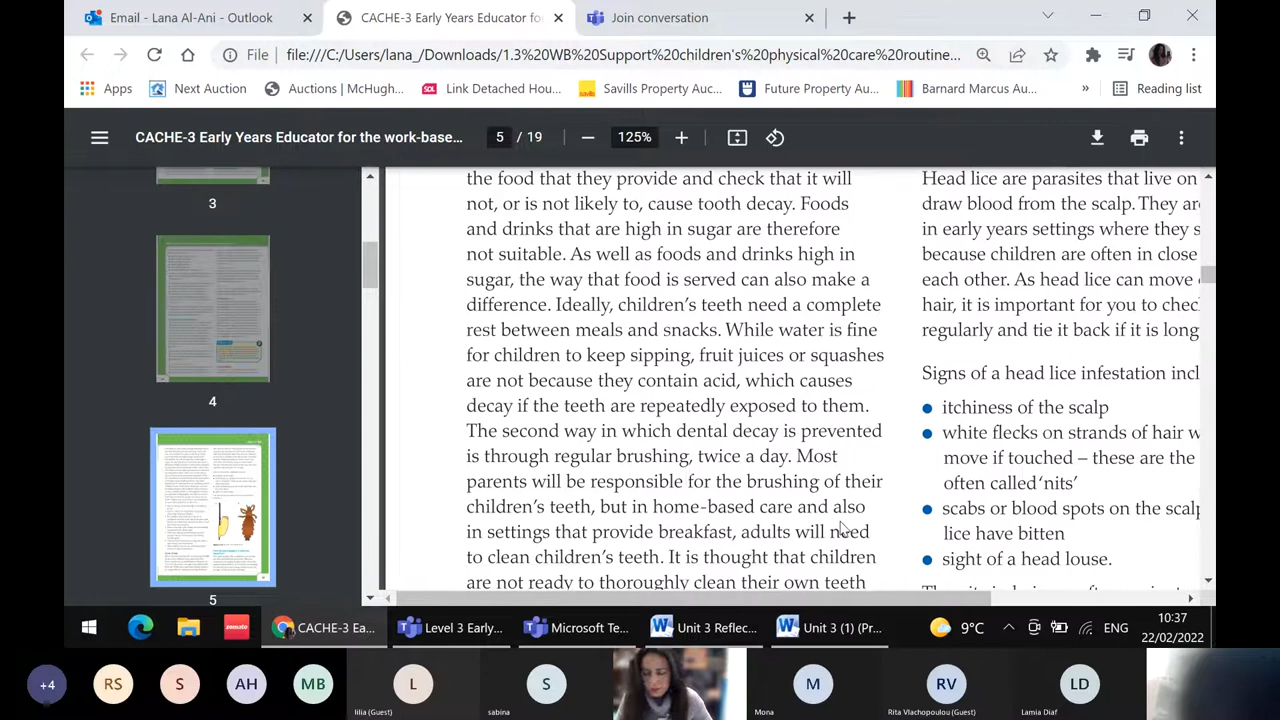 Email - Lana Al-Ani - Outlook
CACHE-3 Early Years Educator fo
Join conversation
File
file:///C:/Users/lana_/Downloads/1.3%20WB%20Support%20children's%20physical%20care%20routine...
Apps
Next Auction
Auctions | McHugh...
Link Detached Hou...
Savills Property Auc...
Future Property Au...
Barnard Marcus Au...
»
Reading list
CACHE-3 Early Years Educator for the work-base...
5 / 19
125%
3
4
5
the food that they provide and check that it will
not, or is not likely to, cause tooth decay. Foods
and drinks that are high in sugar are therefore
not suitable. As well as foods and drinks high in
sugar, the way that food is served can also make a
difference. Ideally, children's teeth need a complete
rest between meals and snacks. While water is fine
for children to keep sipping, fruit juices or squashes
are not because they contain acid, which causes
decay if the teeth are repeatedly exposed to them.
The second way in which dental decay is prevented
is through regular brushing, twice a day. Most
parents will be responsible for the brushing of their
children's teeth, but in home-based care and also
in settings that provide breakfast, adults will need
to clean children's teeth. It is thought that children
are not ready to thoroughly clean their own teeth
Head lice are parasites that live on
draw blood from the scalp. They are
in early years settings where they s
because children are often in close
each other. As head lice can move
hair, it is important for you to chec
regularly and tie it back if it is long
Signs of a head lice infestation incl
• itchiness of the scalp
• white flecks on strands of hair w
move if touched – these are the
often called 'nits'
• scabs or blood spots on the scalp
lice have bitten
• sight of a head louse.
CACHE-3 Ea...
Level 3 Early...
Microsoft Te...
Unit 3 Reflec...
Unit 3 (1) (Pr...
9°C
ENG
10:37
22/02/2022
+4
RS
S
AH
MB
L
lilia (Guest)
S
sabina
M
Mona
RV
Rita Vlachopoulou (Guest)
LD
Lamia Diaf